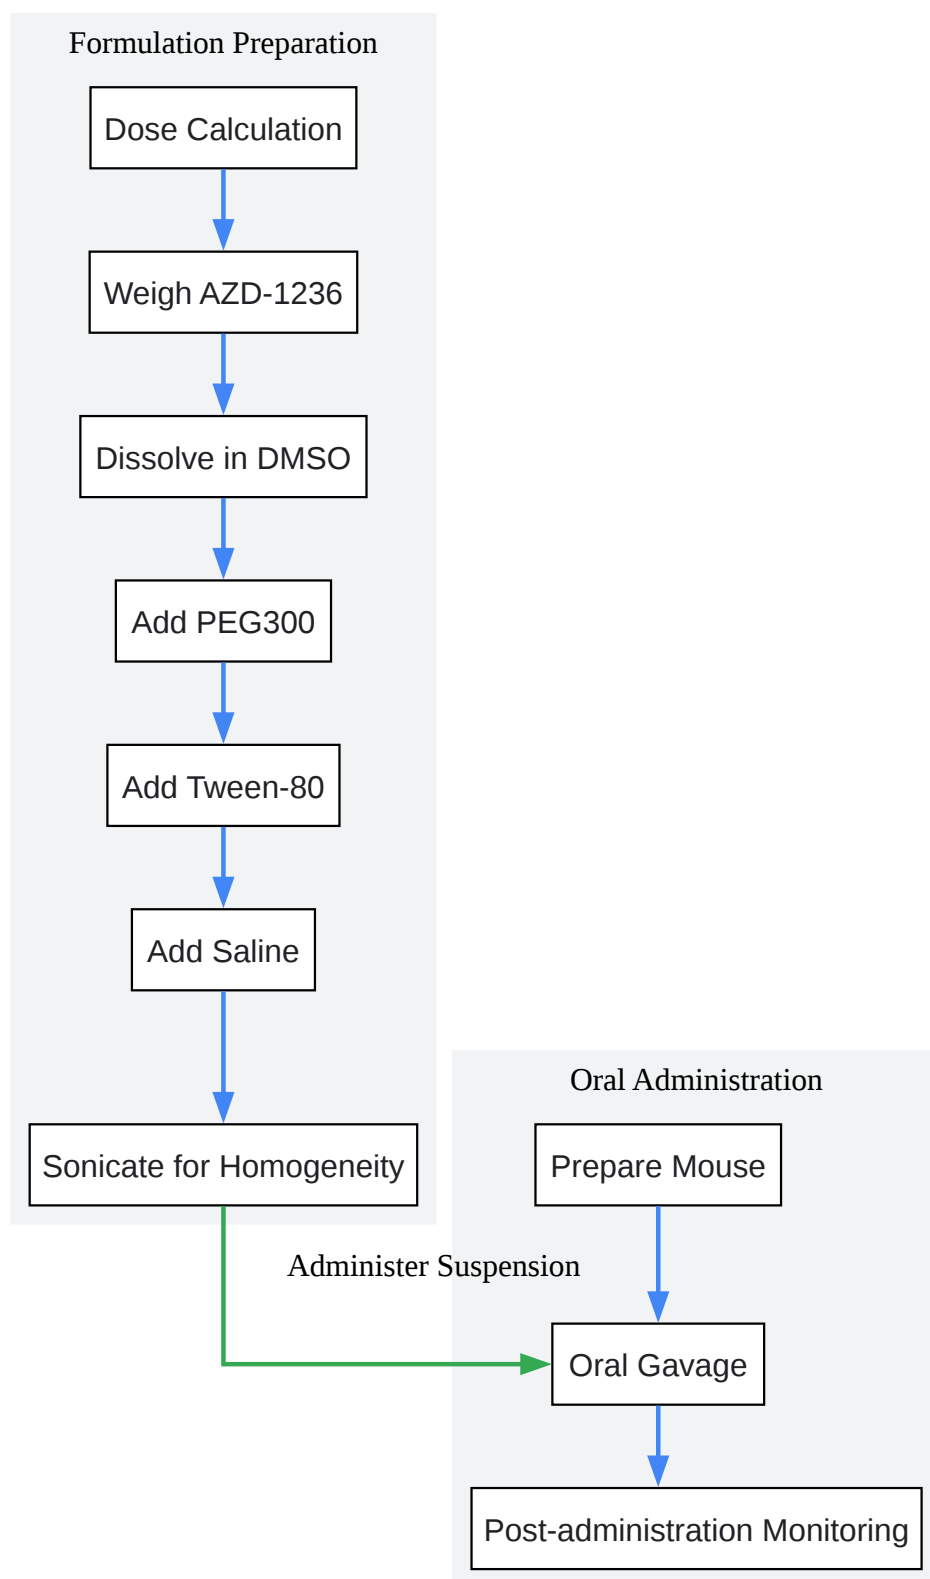 Formulation Preparation
Dose Calculation
Weigh AZD-1236
Dissolve in DMSO
Add PEG300
Add Tween-80
Add Saline
Sonicate for Homogeneity
Oral Administration
Prepare Mouse
Administer Suspension
Oral Gavage
Post-administration Monitoring